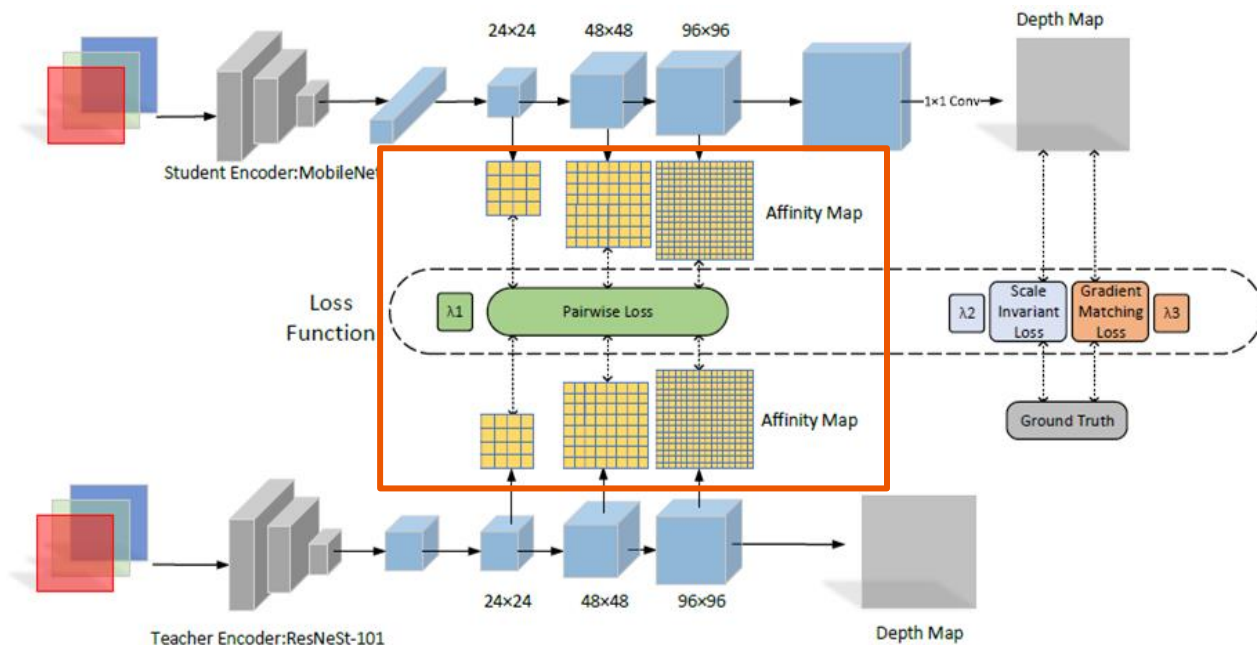 24×24
48×48
96×96
Depth Map
1×1 Conv
Student Encoder:MobileNet
Affinity Map
Loss
Function
λ1
Pairwise Loss
λ2
Scale
Invariant
Loss
Gradient
Matching
Loss
λ3
Affinity Map
Ground Truth
24×24
48×48
96×96
Teacher Encoder:ResNeSt-101
Depth Map